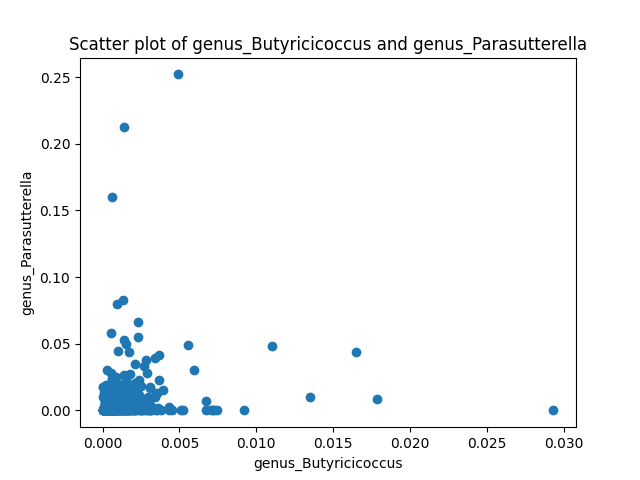 Scatter plot of genus_Butyricicoccus and genus_Parasutterella
0.25
0.20
0.15
0.10
0.05
0.00
genus_Parasutterella
0.000 0.005 0.010 0.015 0.020 0.025 0.030
genus_Butyricicoccus